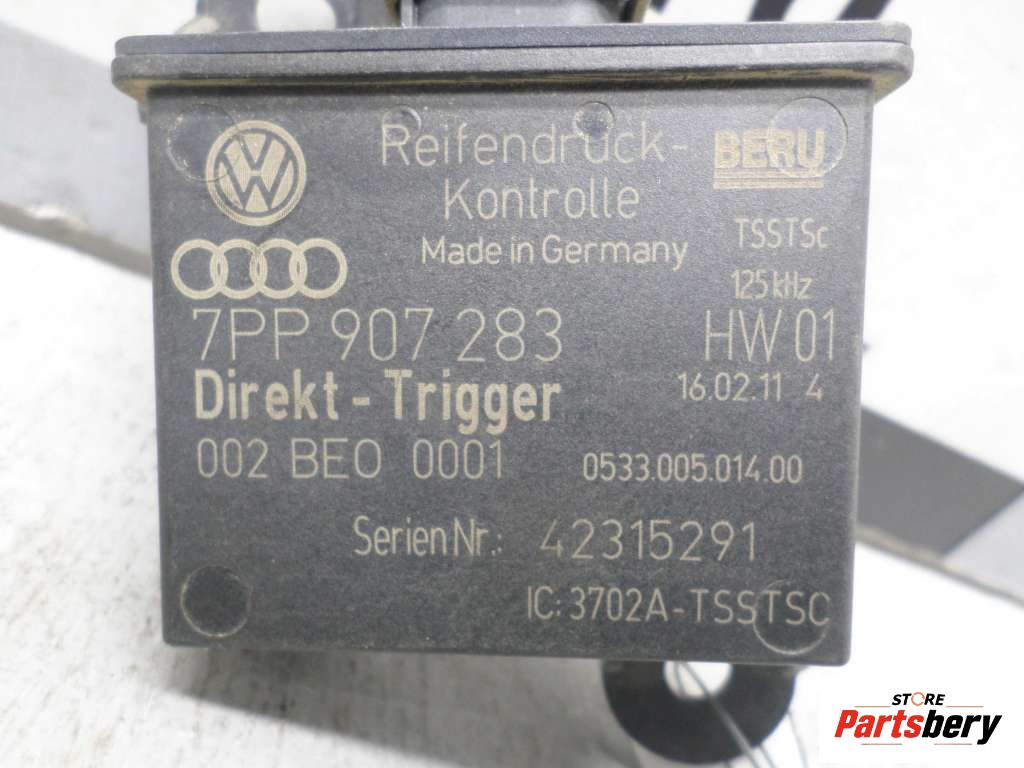 Reifendruck-
Kontrolle
Made in Germany
BERU
TSSTSc
125 kHz
7PP 907 283
HW 01
Direkt - Trigger
16.02.11 4
002 BE0 0001
0533.005.014.00
Serien Nr.: 42315291
IC: 3702A-TSSTSC
STORE
Partsbery